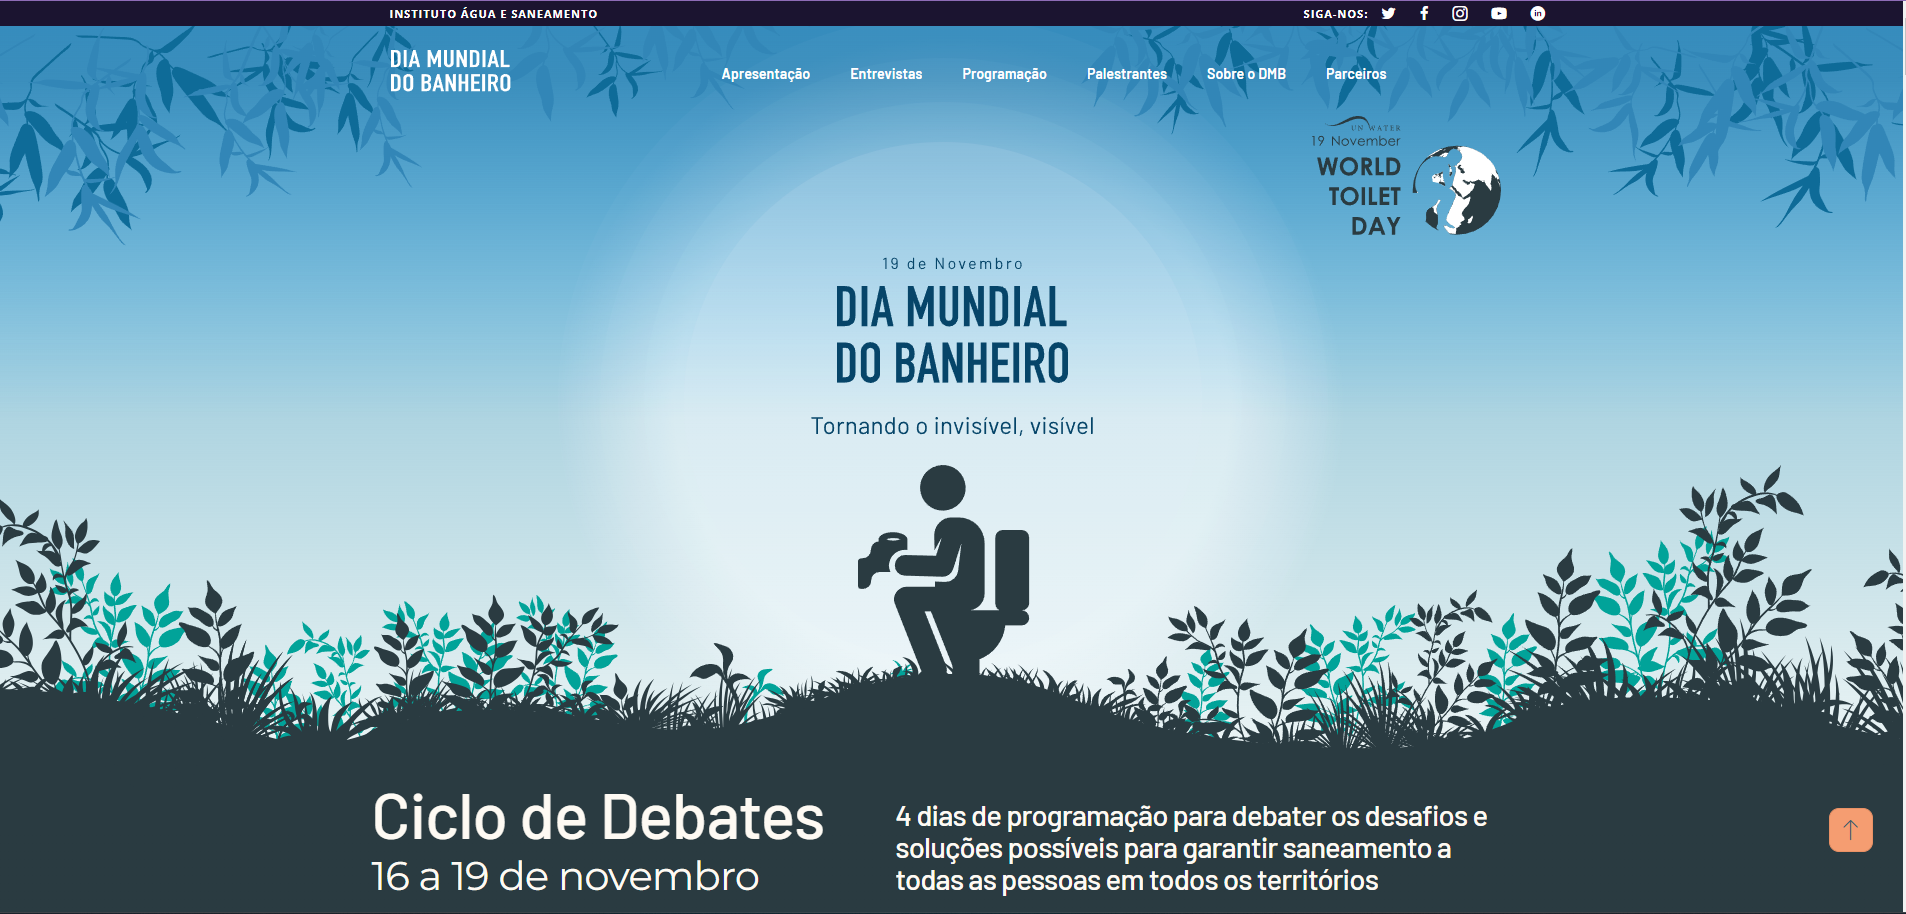 INSTITUTO ÁGUA E SANEAMENTO
SIGA-NOS:
in
DIA MUNDIAL
DO BANHEIRO
Apresentação
Entrevistas
Programação
Palestrantes
Sobre o DMB
Parceiros
UN WATER
19 November
WORLD
TOILET
DAY
19 de Novembro
DIA MUNDIAL
DO BANHEIRO
Tornando o invisível, visível
Ciclo de Debates
16 a 19 de novembro
4 dias de programação para debater os desafios e
soluções possíveis para garantir saneamento a
todas as pessoas em todos os territórios